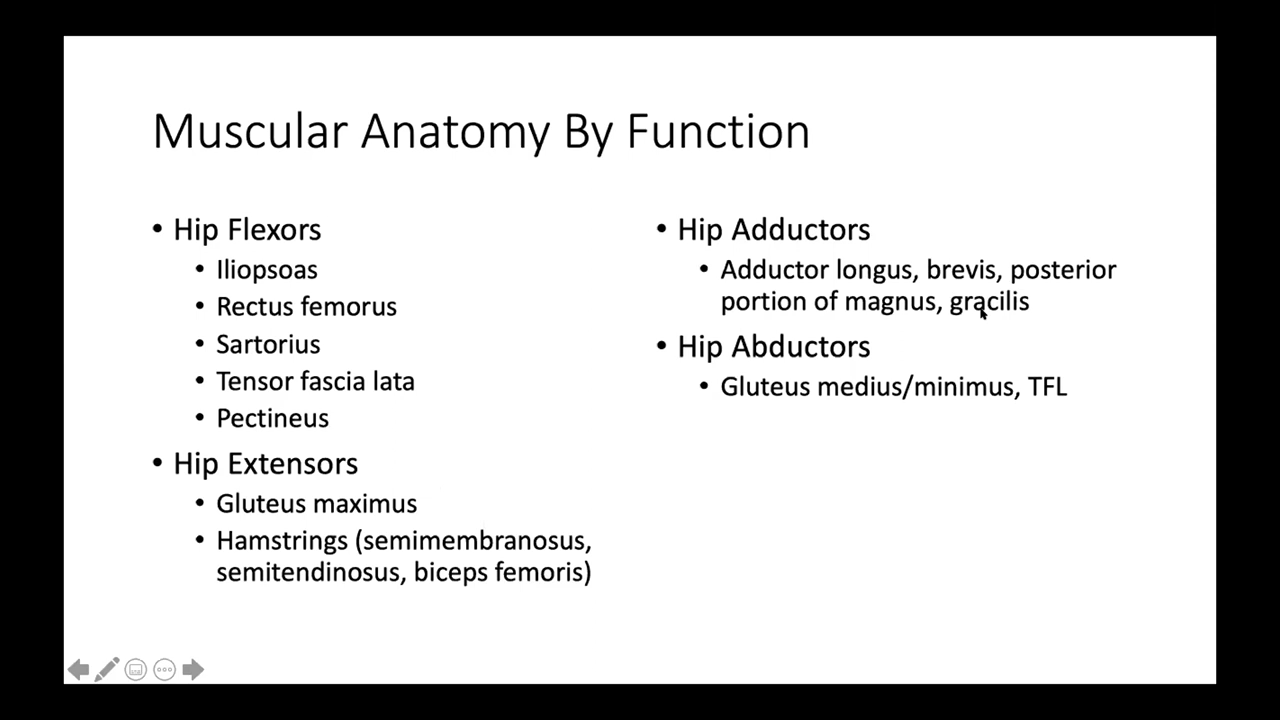 Muscular Anatomy By Function
• Hip Flexors
• Iliopsoas
• Rectus femorus
• Sartorius
• Tensor fascia lata
• Pectineus
• Hip Extensors
• Gluteus maximus
• Hamstrings (semimembranosus,
semitendinosus, biceps femoris)
• Hip Adductors
• Adductor longus, brevis, posterior
portion of magnus, gracilis
• Hip Abductors
• Gluteus medius/minimus, TFL